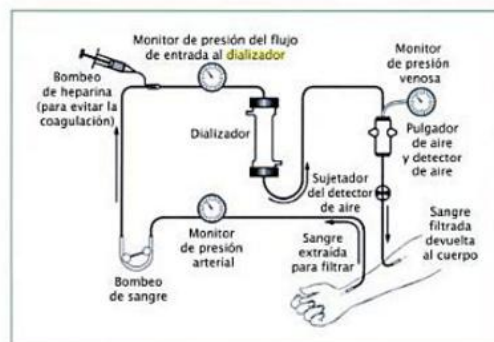 Monitor de presión del flujo
de entrada al dializador
Monitor
de presión
venosa
Bombeo
de heparina
(para evitar la
coagulación)
Dializador
Pulgador
de aire
y detector
de aire
Sujetador
del detector
de aire
Monitor
de presión
arterial
Sangre
extraída
para filtrar
Sangre
filtrada
devuelta
al cuerpo
Bombeo
de sangre